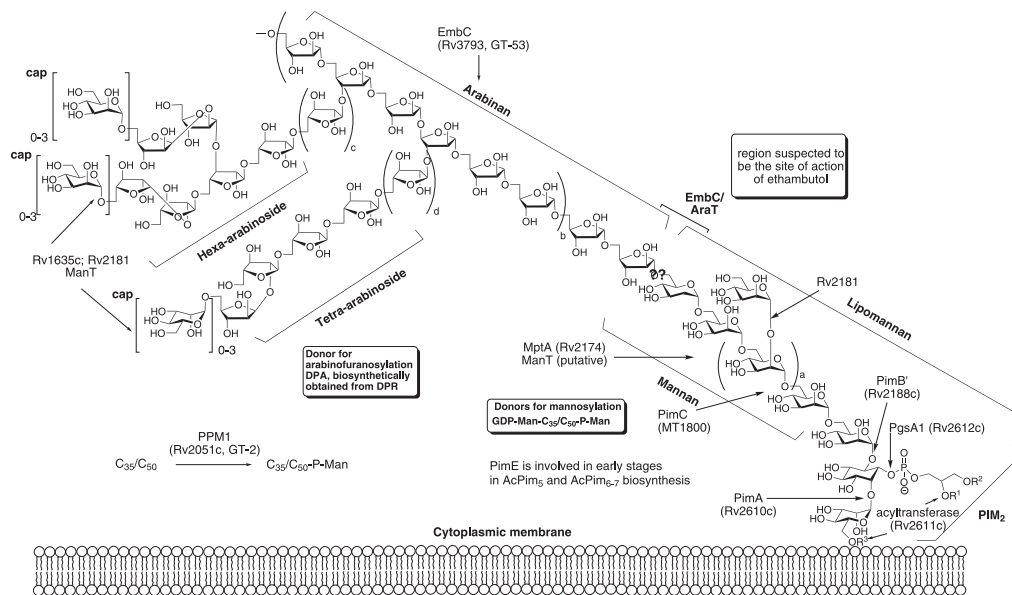 EmbC
(Rv3793, GT-53)
Arabinan
cap
0-3
cap
0-3
c
d
b
region suspected to
be the site of action
of ethambutol
EmbC/
AraT
Hexa-arabinoside
Rv1635c; Rv2181
ManT
Tetra-arabinoside
cap
0-3
??
Rv2181
Lipomannan
MptA (Rv2174)
ManT (putative)
a
Mannan
Donor for
arabinofuranosylation
DPA, biosynthetically
obtained from DPR
Donors for mannosylation
GDP-Man-C35/C50-P-Man
PimC
(MT1800)
PimB'
(Rv2188c)
PgsA1 (Rv2612c)
PPM1
(Rv2051c, GT-2)
C35/C50
C35/C50-P-Man
PimE is involved in early stages
in AcPim5 and AcPim6-7 biosynthesis
PimA
(Rv2610c)
OR2
OR1
acyltransferase
(Rv2611c)
PIM2
OR3
Cytoplasmic membrane